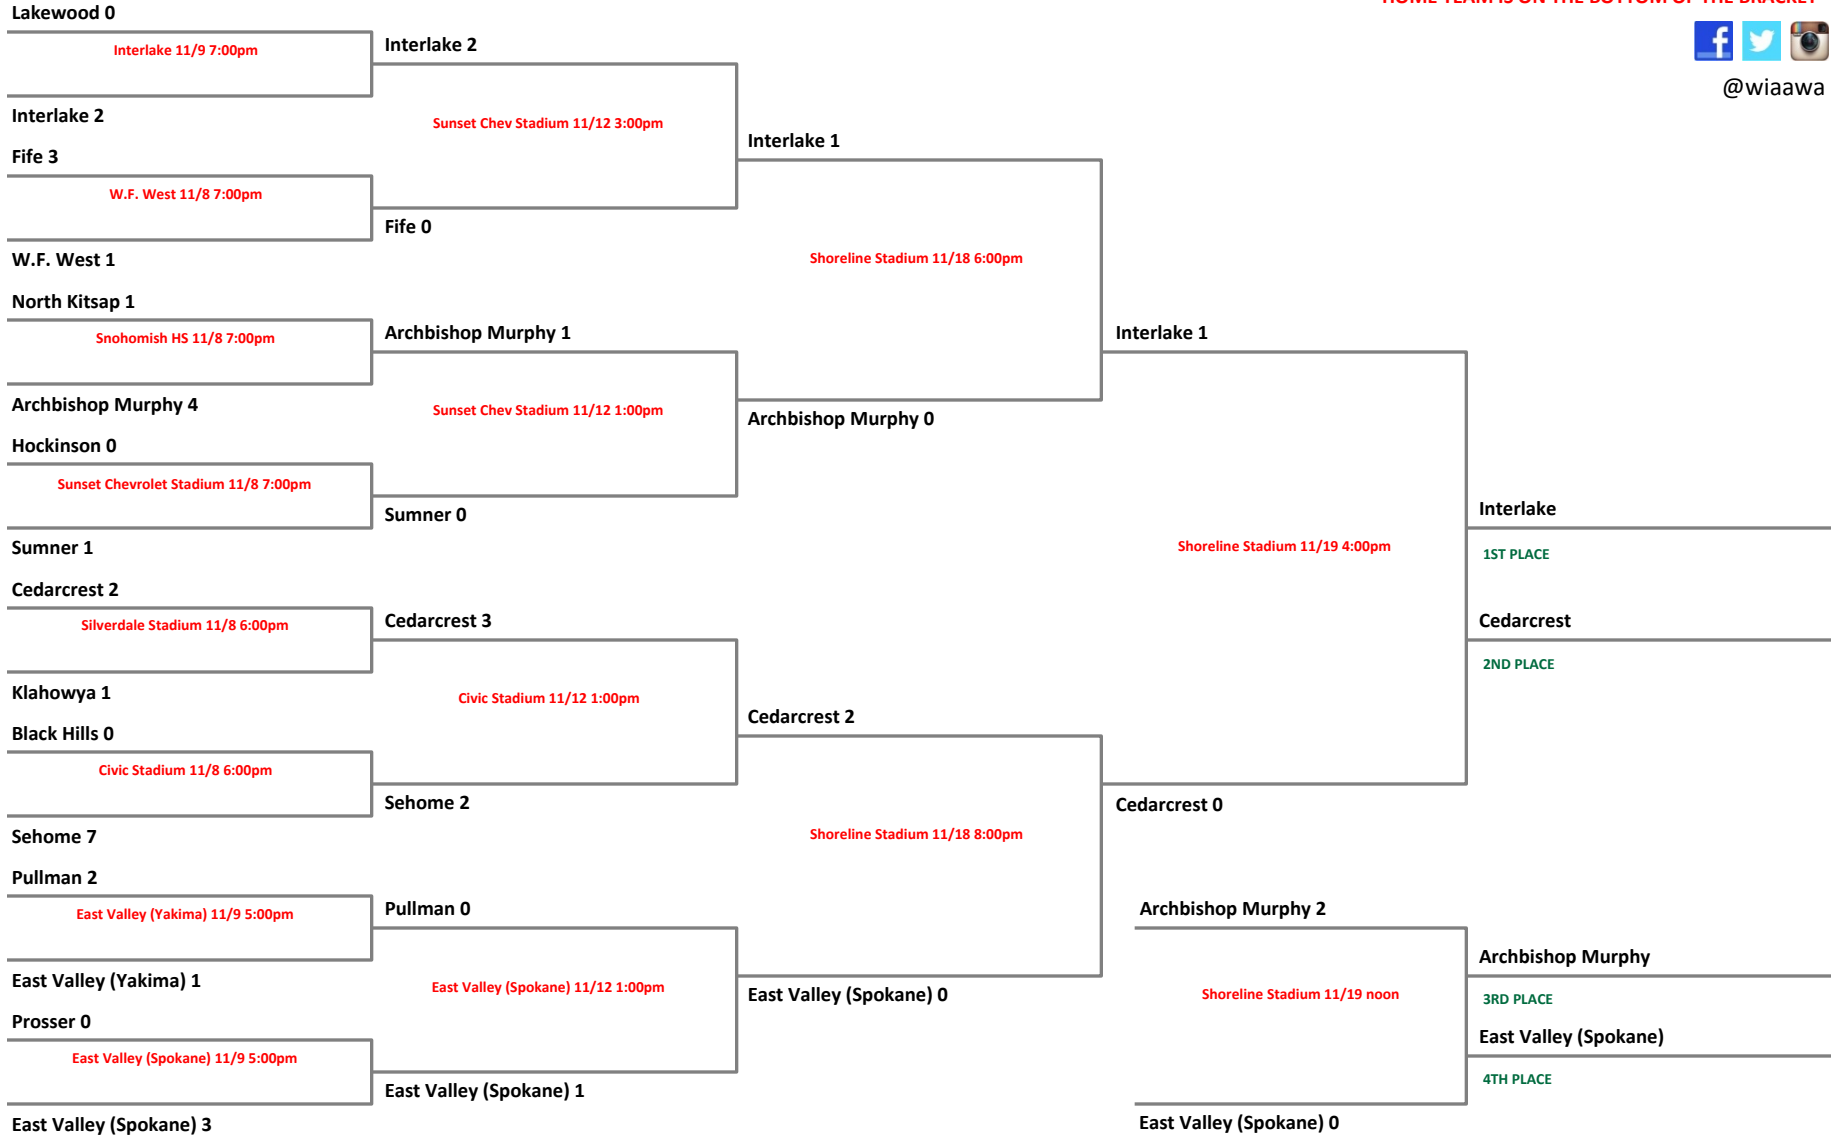 HOME TEAM IS ON THE BOTTOM OF THE BRACKET
@wiaawa
Lakewood 0
Interlake 11/9 7:00pm
Interlake 2
Fife 3
W.F. West 11/8 7:00pm
W.F. West 1
North Kitsap 1
Snohomish HS 11/8 7:00pm
Archbishop Murphy 4
Hockinson 0
Sunset Chevrolet Stadium 11/8 7:00pm
Sumner 1
Cedarcrest 2
Silverdale Stadium 11/8 6:00pm
Klahowya 1
Black Hills 0
Civic Stadium 11/8 6:00pm
Sehome 7
Pullman 2
East Valley (Yakima) 11/9 5:00pm
East Valley (Yakima) 1
Prosser 0
East Valley (Spokane) 11/9 5:00pm
East Valley (Spokane) 3
Interlake 2
Sunset Chev Stadium 11/12 3:00pm
Fife 0
Archbishop Murphy 1
Sunset Chev Stadium 11/12 1:00pm
Sumner 0
Cedarcrest 3
Civic Stadium 11/12 1:00pm
Sehome 2
Pullman 0
East Valley (Spokane) 11/12 1:00pm
East Valley (Spokane) 1
Interlake 1
Shoreline Stadium 11/18 6:00pm
Archbishop Murphy 0
Cedarcrest 2
Shoreline Stadium 11/18 8:00pm
East Valley (Spokane) 0
Interlake 1
Shoreline Stadium 11/19 4:00pm
Cedarcrest 0
Archbishop Murphy 2
Shoreline Stadium 11/19 noon
East Valley (Spokane) 0
Interlake
1ST PLACE
Cedarcrest
2ND PLACE
Archbishop Murphy
3RD PLACE
East Valley (Spokane)
4TH PLACE